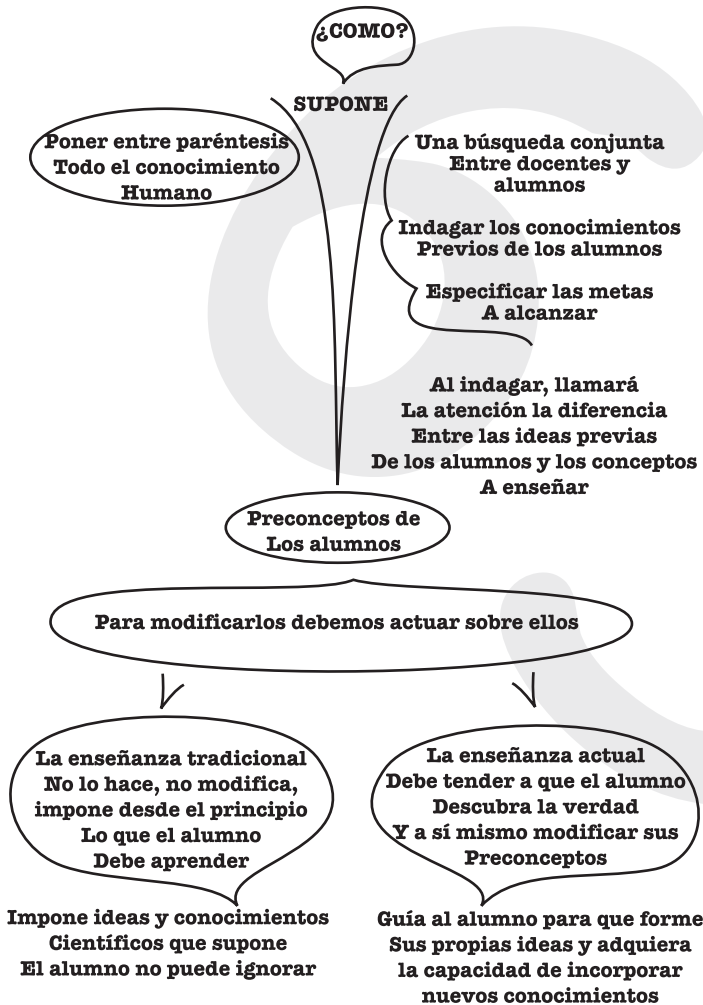 ¿COMO?
SUPONE
Poner entre paréntesis
Todo el conocimiento
Humano
Una búsqueda conjunta
Entre docentes y
alumnos
Indagar los conocimientos
Previos de los alumnos
Especificar las metas
A alcanzar
Al indagar, llamará
La atención la diferencia
Entre las ideas previas
De los alumnos y los conceptos
A enseñar
Preconceptos de
Los alumnos
Para modificarlos debemos actuar sobre ellos
La enseñanza tradicional
No lo hace, no modifica,
impone desde el principio
Lo que el alumno
Debe aprender
Impone ideas y conocimientos
Científicos que supone
El alumno no puede ignorar
La enseñanza actual
Debe tender a que el alumno
Descubra la verdad
Y a sí mismo modificar sus
Preconceptos
Guía al alumno para que forme
Sus propias ideas y adquiera
la capacidad de incorporar
nuevos conocimientos